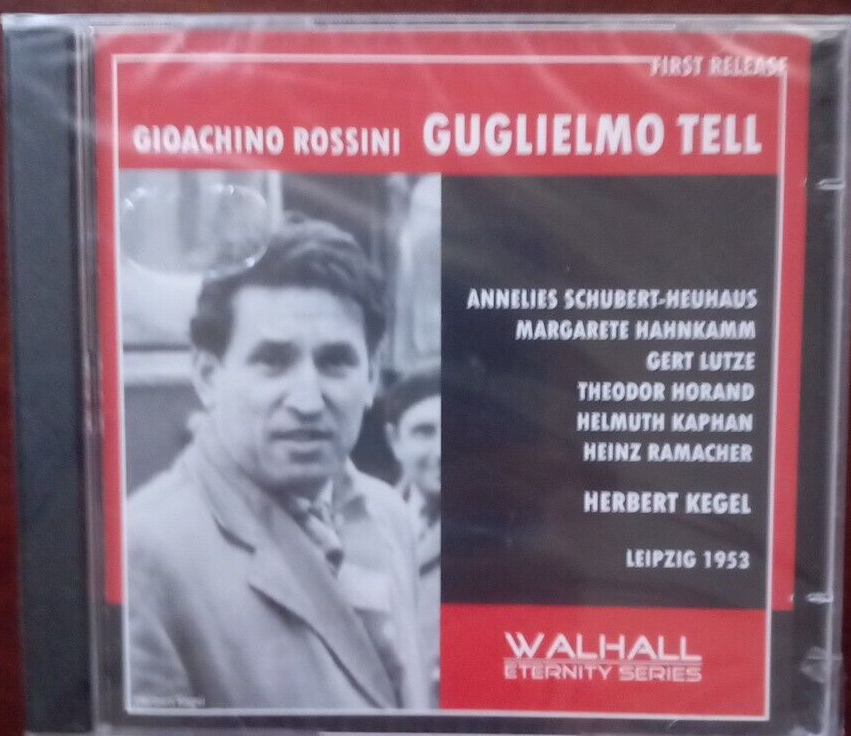 FIRST RELEASE
GIOACHINO ROSSINI GUGLIELMO TELL
ANNELIES SCHUBERT-HEUHAUS
MARGARETE HAHNKAMM
GERT LUTZE
THEODOR HORAND
HELMUTH KAPHAN
HEINZ RAMACHER
HERBERT KEGEL
LEIPZIG 1953
WALHALL
ETERNITY SERIES